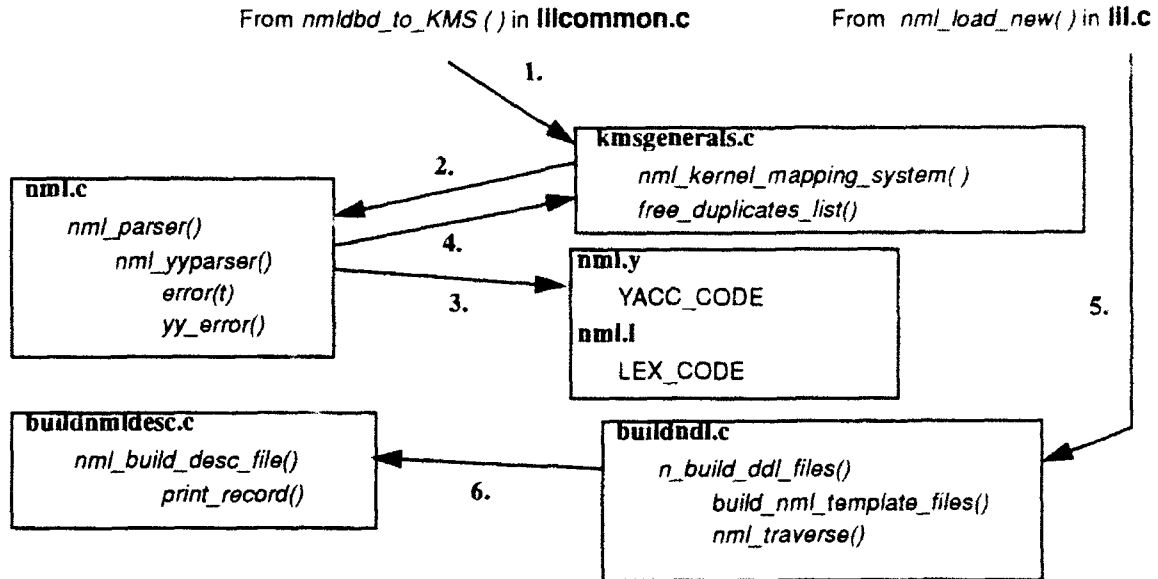 From nmldbd_to_KMS ( ) in lilcommon.c
From nml_load_new( ) in lil.c
1.
kmsgenerals.c
nml_kernel_mapping_system( )
free_duplicates_list()
2.
nml.c
nml_parser()
nml_yyparser()
error(t)
yy_error()
4.
3.
nml.y
YACC_CODE
nml.l
LEX_CODE
5.
buildnmldesc.c
nml_build_desc_file()
print_record()
6.
buildndl.c
n_build_ddl_files()
build_nml_template_files()
nml_traverse()